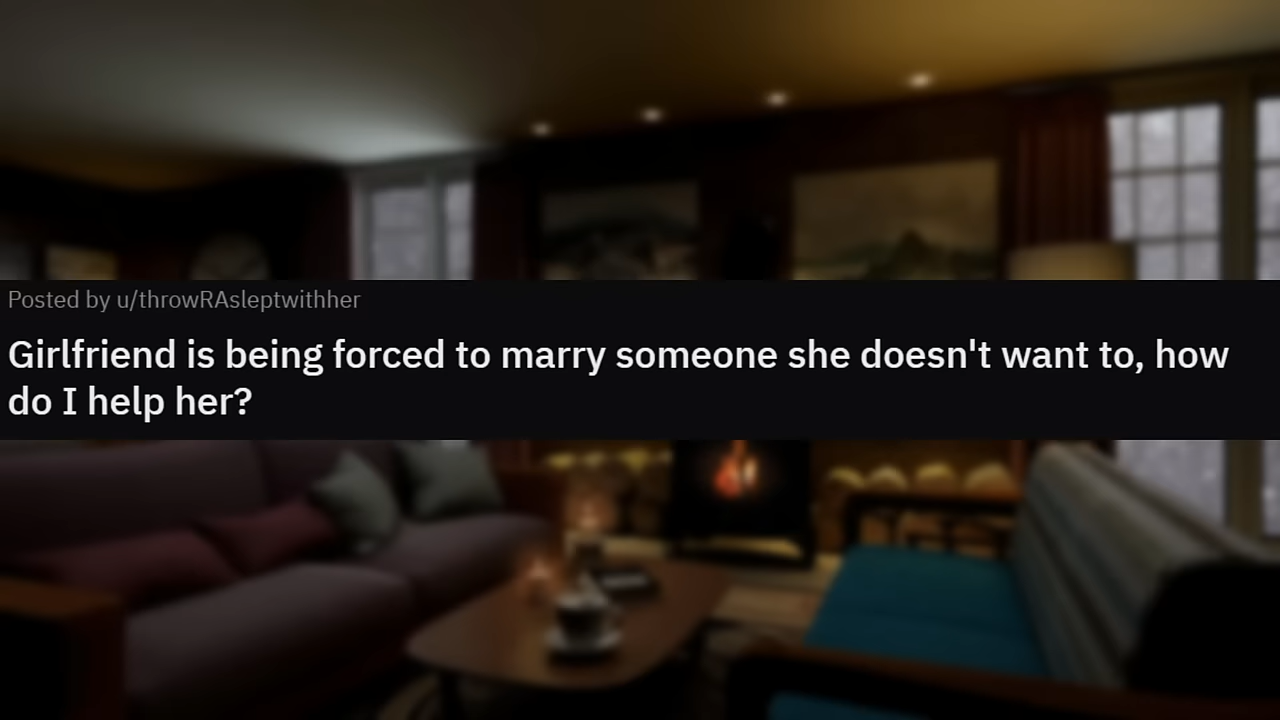 Posted by u/throwRAsleptwithher
Girlfriend is being forced to marry someone she doesn't want to, how
do I help her?